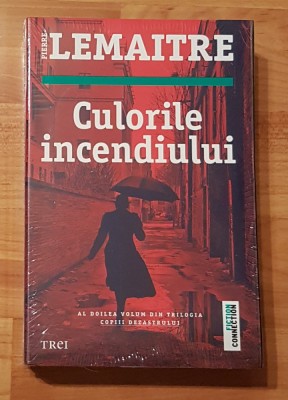 PIERRE
LEMAITRE
Culorile
incendiului
AL DOILEA VOLUM DIN TRILOGIA
COPIII DEZASTRULUI
TREI
FICTION
CONNECTION